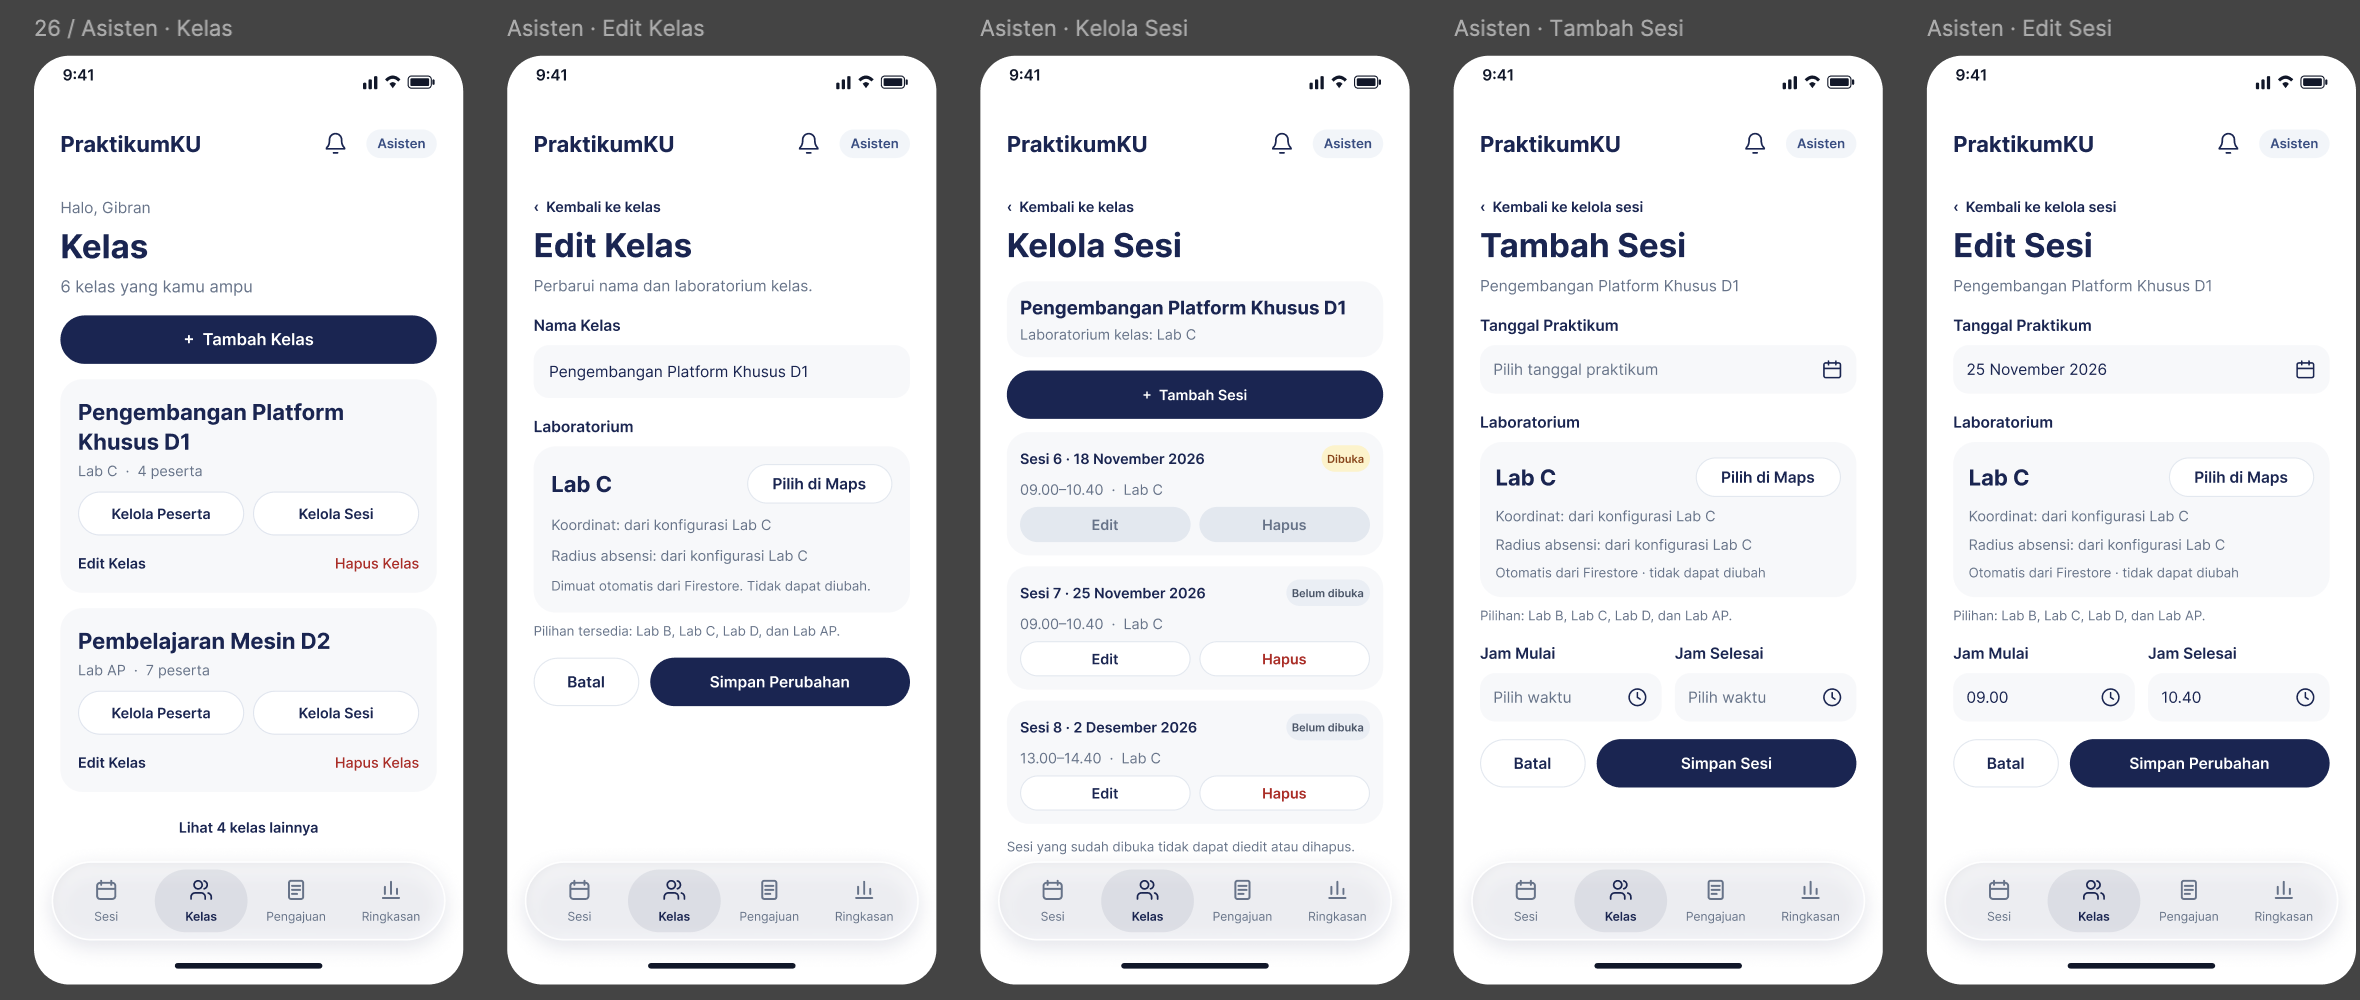 26 / Asisten · Kelas
9:41
PraktikumKU
Asisten
Halo, Gibran
Kelas
6 kelas yang kamu ampu
+ Tambah Kelas
Pengembangan Platform
Khusus D1
Lab C · 4 peserta
Kelola Peserta
Kelola Sesi
Edit Kelas
Hapus Kelas
Pembelajaran Mesin D2
Lab AP · 7 peserta
Kelola Peserta
Kelola Sesi
Edit Kelas
Hapus Kelas
Lihat 4 kelas lainnya
Sesi
Kelas
Pengajuan
Ringkasan
Asisten · Edit Kelas
9:41
PraktikumKU
Asisten
‹ Kembali ke kelas
Edit Kelas
Perbarui nama dan laboratorium kelas.
Nama Kelas
Pengembangan Platform Khusus D1
Laboratorium
Lab C
Pilih di Maps
Koordinat: dari konfigurasi Lab C
Radius absensi: dari konfigurasi Lab C
Dimuat otomatis dari Firestore. Tidak dapat diubah.
Pilihan tersedia: Lab B, Lab C, Lab D, dan Lab AP.
Batal
Simpan Perubahan
Sesi
Kelas
Pengajuan
Ringkasan
Asisten · Kelola Sesi
9:41
PraktikumKU
Asisten
‹ Kembali ke kelas
Kelola Sesi
Pengembangan Platform Khusus D1
Laboratorium kelas: Lab C
+ Tambah Sesi
Sesi 6 · 18 November 2026
Dibuka
09.00–10.40 · Lab C
Edit
Hapus
Sesi 7 · 25 November 2026
Belum dibuka
09.00–10.40 · Lab C
Edit
Hapus
Sesi 8 · 2 Desember 2026
Belum dibuka
13.00–14.40 · Lab C
Edit
Hapus
Sesi yang sudah dibuka tidak dapat diedit atau dihapus.
Sesi
Kelas
Pengajuan
Ringkasan
Asisten · Tambah Sesi
9:41
PraktikumKU
Asisten
‹ Kembali ke kelola sesi
Tambah Sesi
Pengembangan Platform Khusus D1
Tanggal Praktikum
Pilih tanggal praktikum
Laboratorium
Lab C
Pilih di Maps
Koordinat: dari konfigurasi Lab C
Radius absensi: dari konfigurasi Lab C
Otomatis dari Firestore · tidak dapat diubah
Pilihan: Lab B, Lab C, Lab D, dan Lab AP.
Jam Mulai
Jam Selesai
Pilih waktu
Pilih waktu
Batal
Simpan Sesi
Sesi
Kelas
Pengajuan
Ringkasan
Asisten · Edit Sesi
9:41
PraktikumKU
Asisten
‹ Kembali ke kelola sesi
Edit Sesi
Pengembangan Platform Khusus D1
Tanggal Praktikum
25 November 2026
Laboratorium
Lab C
Pilih di Maps
Koordinat: dari konfigurasi Lab C
Radius absensi: dari konfigurasi Lab C
Otomatis dari Firestore · tidak dapat diubah
Pilihan: Lab B, Lab C, Lab D, dan Lab AP.
Jam Mulai
Jam Selesai
09.00
10.40
Batal
Simpan Perubahan
Sesi
Kelas
Pengajuan
Ringkasan